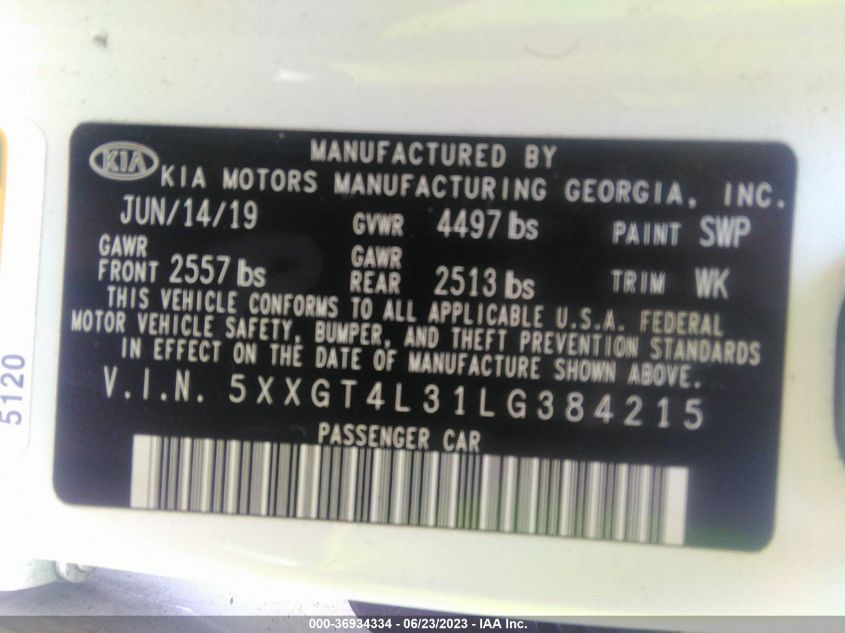 KIA
MANUFACTURED BY
KIA MOTORS MANUFACTURING GEORGIA, INC.
JUN/14/19 GVWR 4497 lbs PAINT SWP
GAWR FRONT 2557 lbs GAWR REAR 2513 lbs TRIM WK
THIS VEHICLE CONFORMS TO ALL APPLICABLE U.S.A. FEDERAL
MOTOR VEHICLE SAFETY, BUMPER, AND THEFT PREVENTION STANDARDS
IN EFFECT ON THE DATE OF MANUFACTURE SHOWN ABOVE.
V.I.N. 5XXGT4L31LG384215
PASSENGER CAR
5120
000-36934334 - 06/23/2023 - IAA Inc.